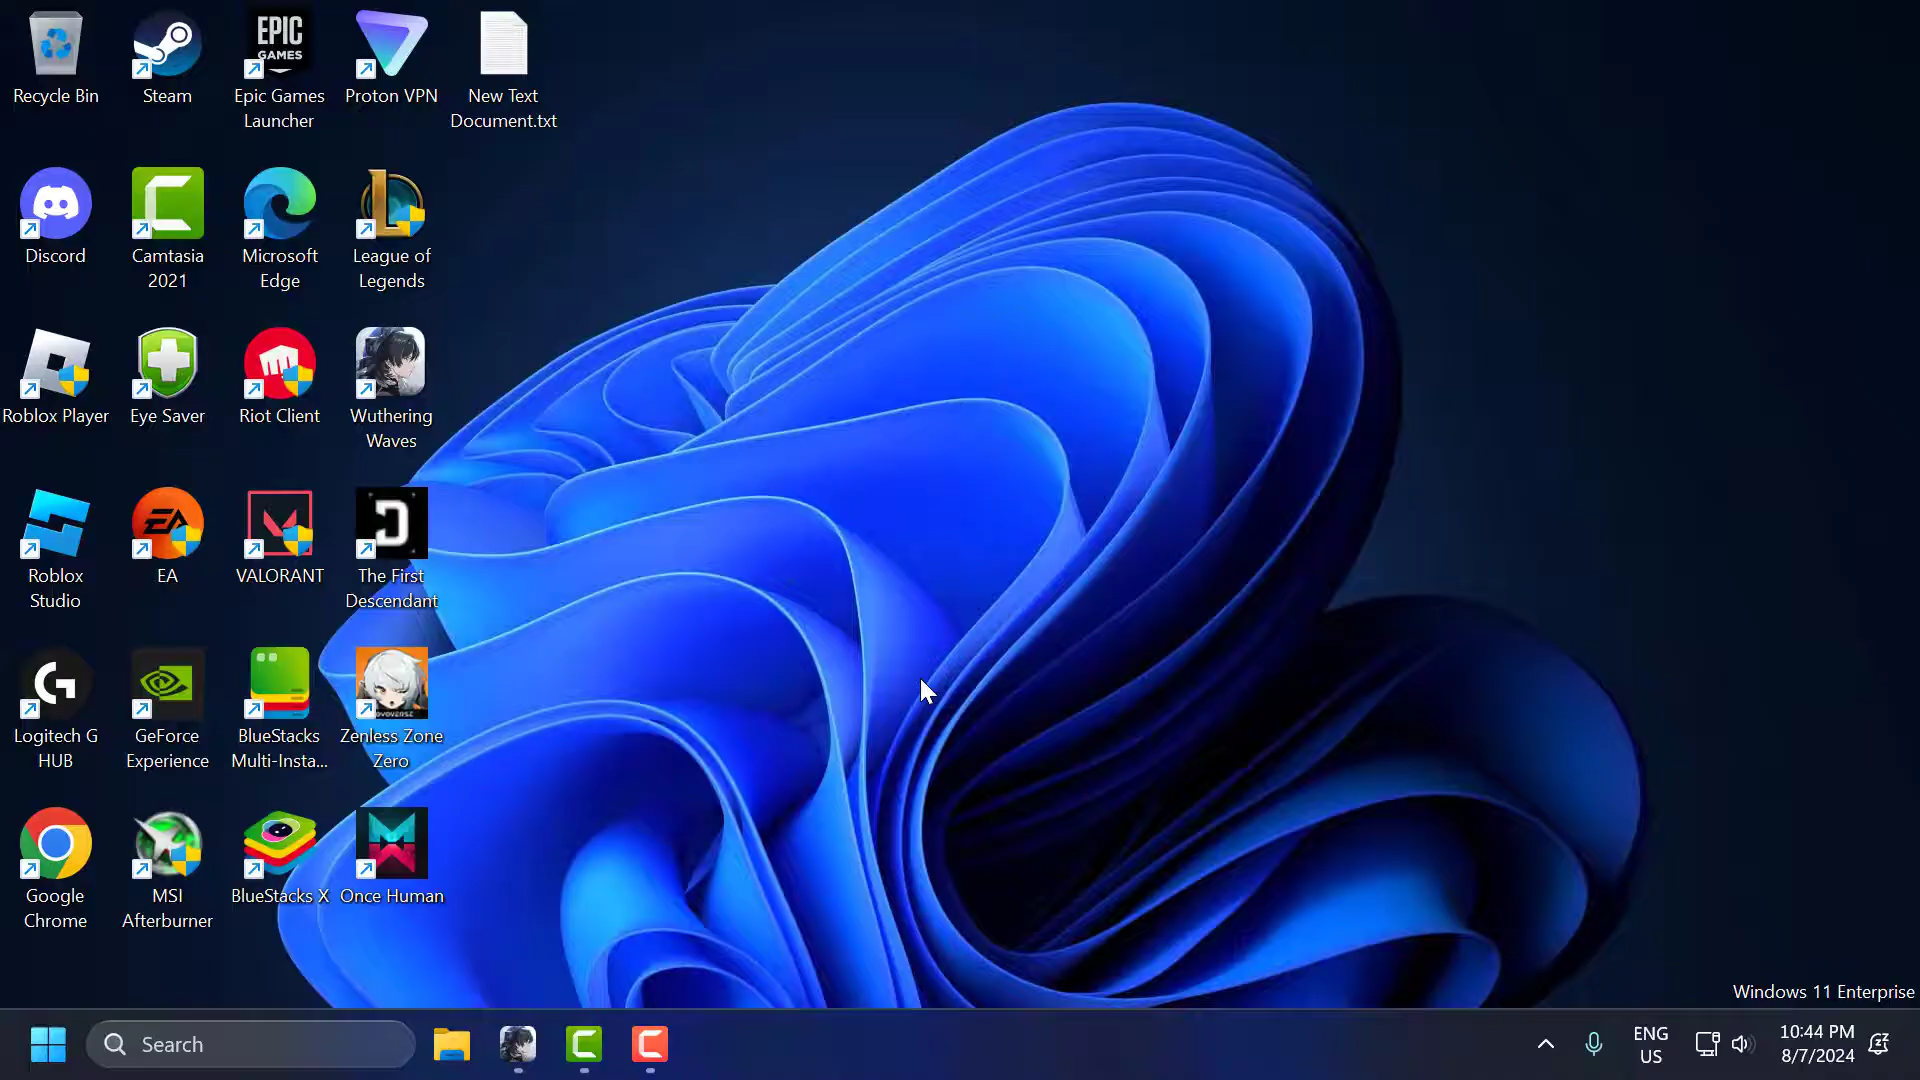 Recycle Bin
Steam
EPIC
GAMES
Epic Games
Launcher
Proton VPN
New Text
Document.txt
Discord
Camtasia
2021
Microsoft
Edge
League of
Legends
Roblox Player
Eye Saver
Riot Client
Wuthering
Waves
Roblox
Studio
EA
EA
VALORANT
The First
Descendant
Logitech G
HUB
GeForce
Experience
BlueStacks
Multi-Insta...
Zenless Zone
Zero
Google
Chrome
MSI
Afterburner
BlueStacks X
Once Human
Windows 11 Enterprise
Search
ENG
US
10:44 PM
8/7/2024